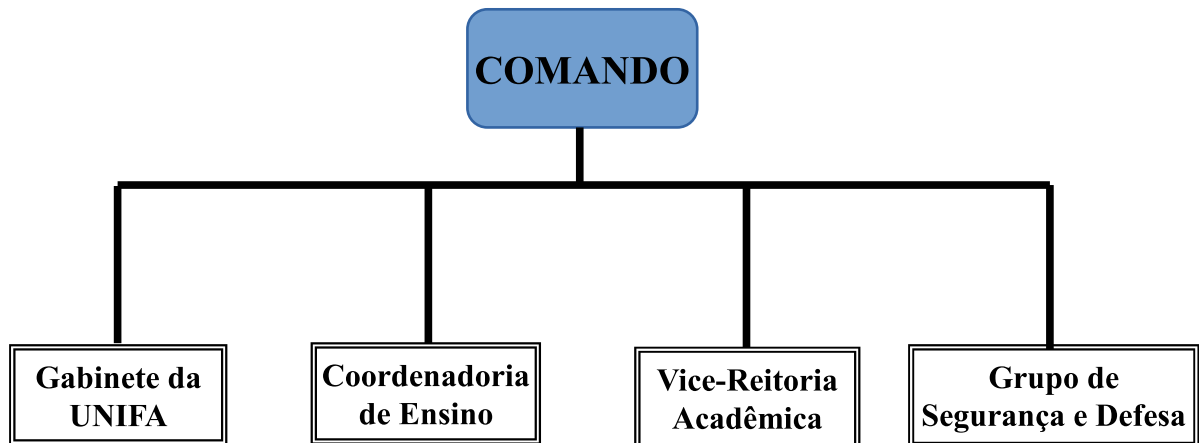 COMANDO
Gabinete da
UNIFA
Coordenadoria
de Ensino
Vice-Reitoria
Acadêmica
Grupo de
Segurança e Defesa